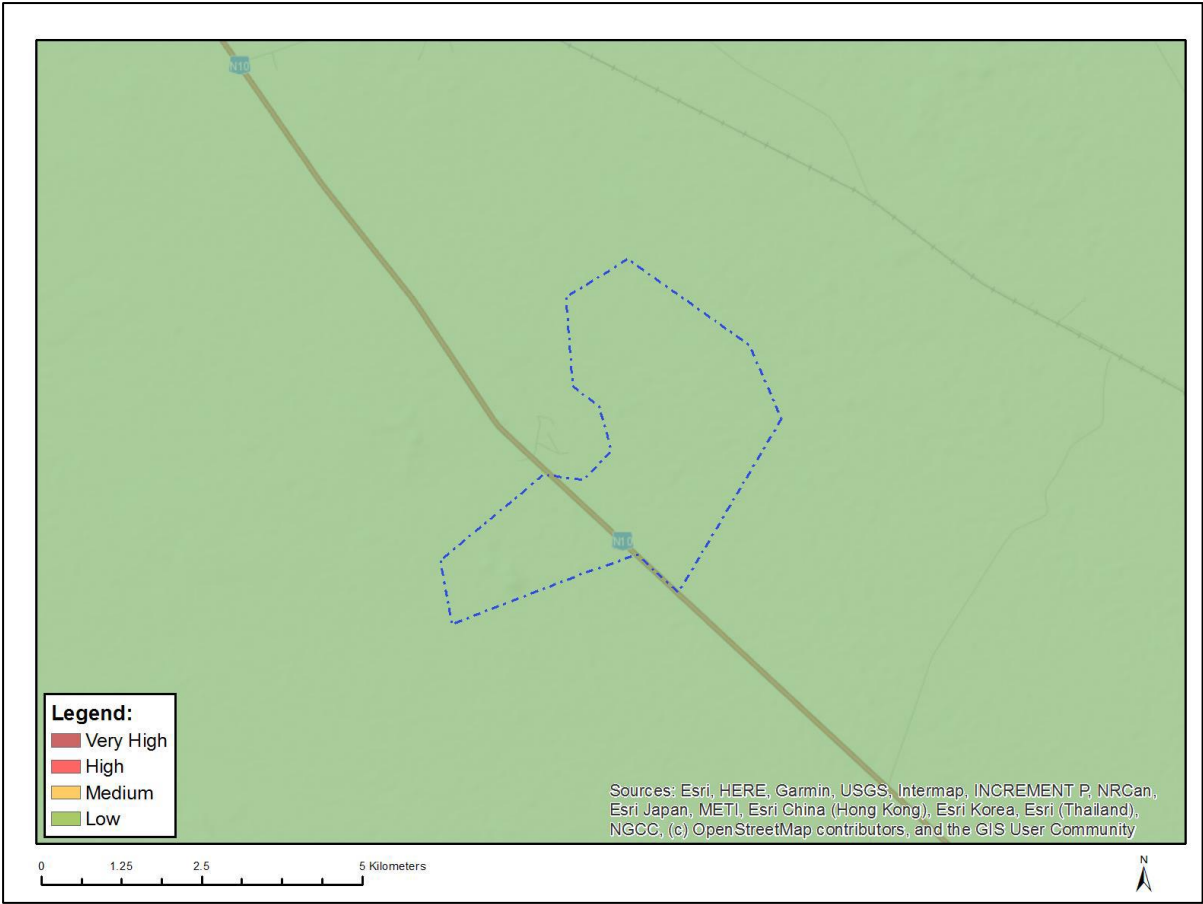 N10
N10
Legend:
Very High
High
Medium
Low
Sources: Esri, HERE, Garmin, USGS, Intermap, INCREMENT P, NRCan,
Esri Japan, METI, Esri China (Hong Kong), Esri Korea, Esri (Thailand),
NGCC, (c) OpenStreetMap contributors, and the GIS User Community
0 1.25 2.5 5 Kilometers
N